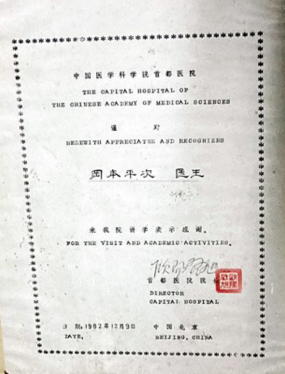 中国医学科学院首都医院
THE CAPITAL HOSPITAL OF
THE CHINESE ACADEMY OF MEDICAL SCIENCES
谨对
HEREWITH APPRECIATES AND RECOGNIZES
岡本平次 医王
来我院讲学表示感谢。
FOR THE VISIT AND ACADEMIC ACTIVITIES.
首都医院院
DIRECTOR
CAPITAL HOSPITAL
日期,1982年12月9日 中国北京
DATE, BEIJING, CHINA